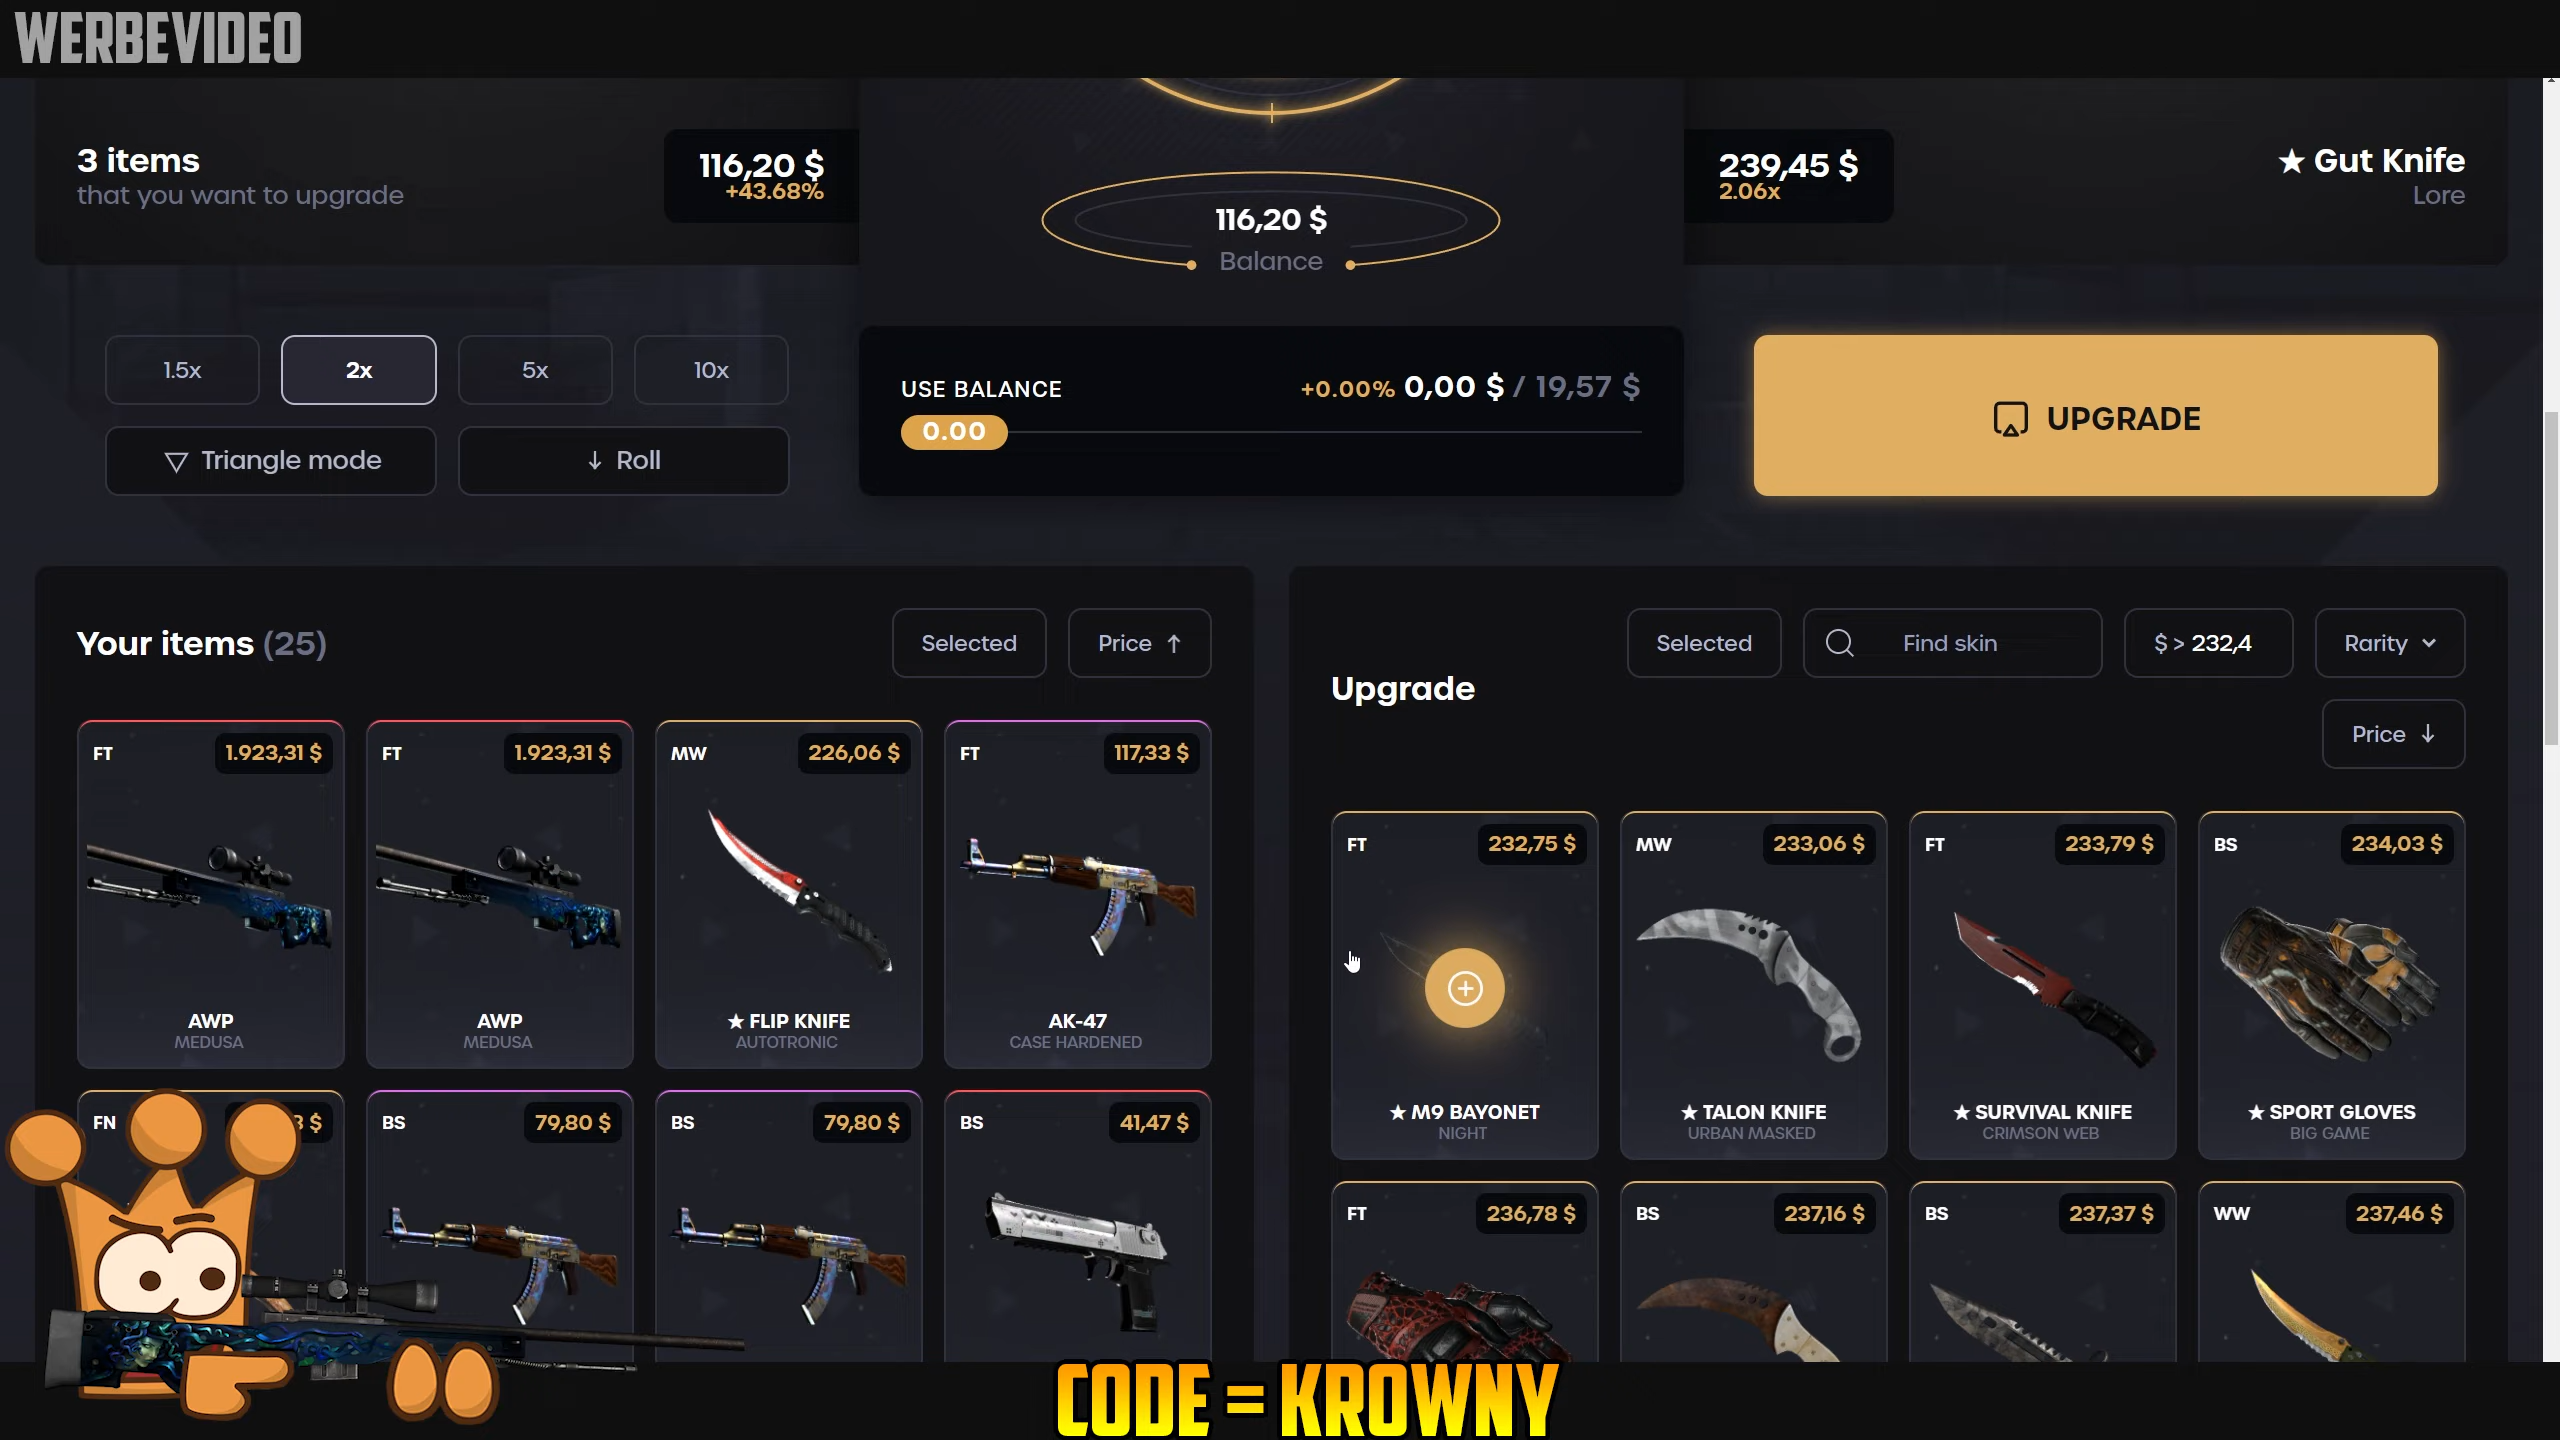 WERBEVIDEO
3 items
that you want to upgrade
116,20 $
+43.68%
116,20 $
Balance
239,45 $
2.06x
★ Gut Knife
Lore
1.5x
2x
5x
10x
Triangle mode
Roll
USE BALANCE
+0.00% 0,00 $ / 19,57 $
0.00
UPGRADE
Your items (25)
Selected
Price ↑
FT
1.923,31 $
AWP
MEDUSA
FT
1.923,31 $
AWP
MEDUSA
MW
226,06 $
★ FLIP KNIFE
AUTOTRONIC
FT
117,33 $
AK-47
CASE HARDENED
FN
$
BS
79,80 $
BS
79,80 $
BS
41,47 $
Upgrade
Selected
Find skin
$ > 232,4
Rarity
Price ↓
FT
232,75 $
★ M9 BAYONET
NIGHT
MW
233,06 $
★ TALON KNIFE
URBAN MASKED
FT
233,79 $
★ SURVIVAL KNIFE
CRIMSON WEB
BS
234,03 $
★ SPORT GLOVES
BIG GAME
FT
236,78 $
BS
237,16 $
BS
237,37 $
WW
237,46 $
CODE = KROWNY